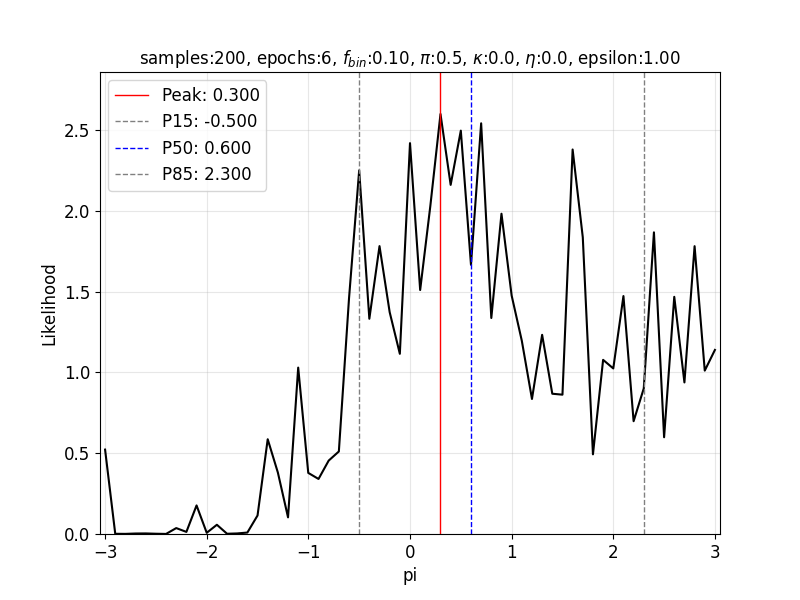 samples:200, epochs:6, f_bin:0.10, π:0.5, κ:0.0, η:0.0, epsilon:1.00
Peak: 0.300
P15: -0.500
P50: 0.600
P85: 2.300
Likelihood
2.5
2.0
1.5
1.0
0.5
0.0
−3 −2 −1 0 1 2 3
pi